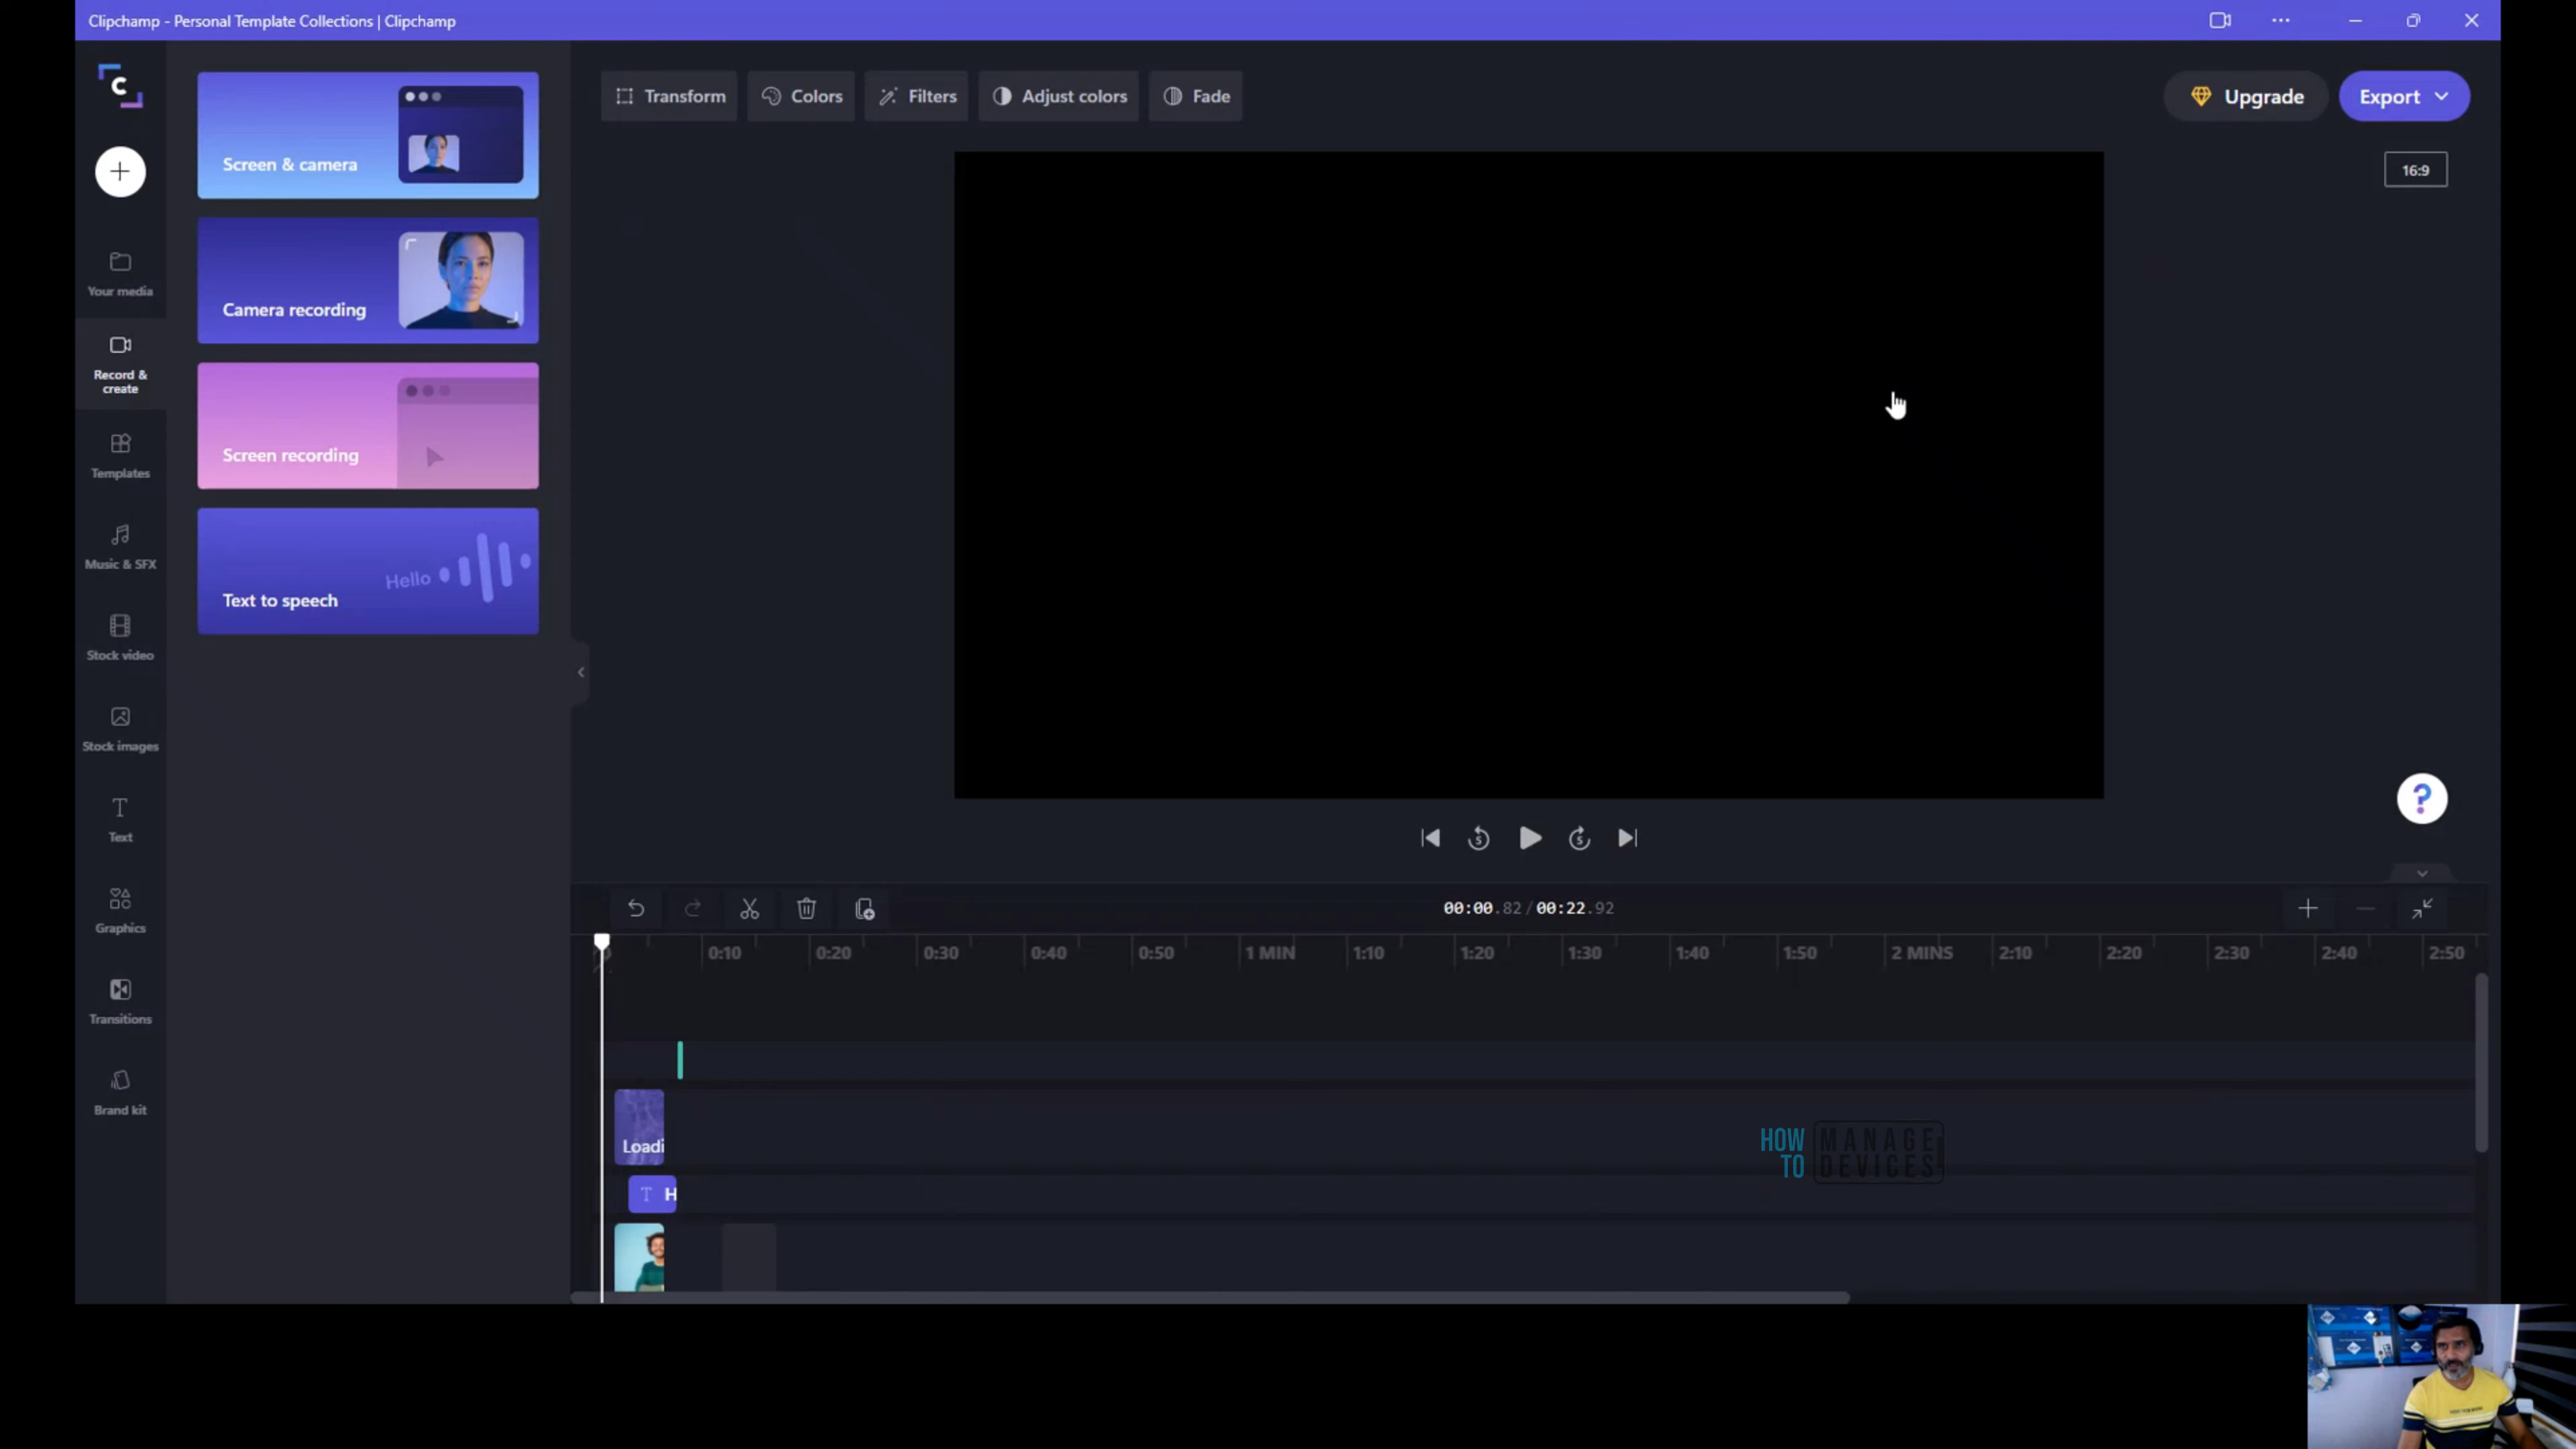 Clipchamp - Personal Template Collections | Clipchamp
C
Your media
Record &
create
Templates
Music & SFX
Stock video
Stock images
Text
Graphics
Transitions
Brand kit
Screen & camera
Camera recording
Screen recording
Hello
Text to speech
Transform
Colors
Filters
Adjust colors
Fade
Upgrade
Export
16:9
?
5
5
00:00.82/00:22.92
0:10
0:20
0:30
0:40
0:50
1 MIN
1:10
1:20
1:30
1:40
1:50
2 MINS
2:10
2:20
2:30
2:40
2:50
Loadi
T H
HOW MANAGE
TO DEVICES